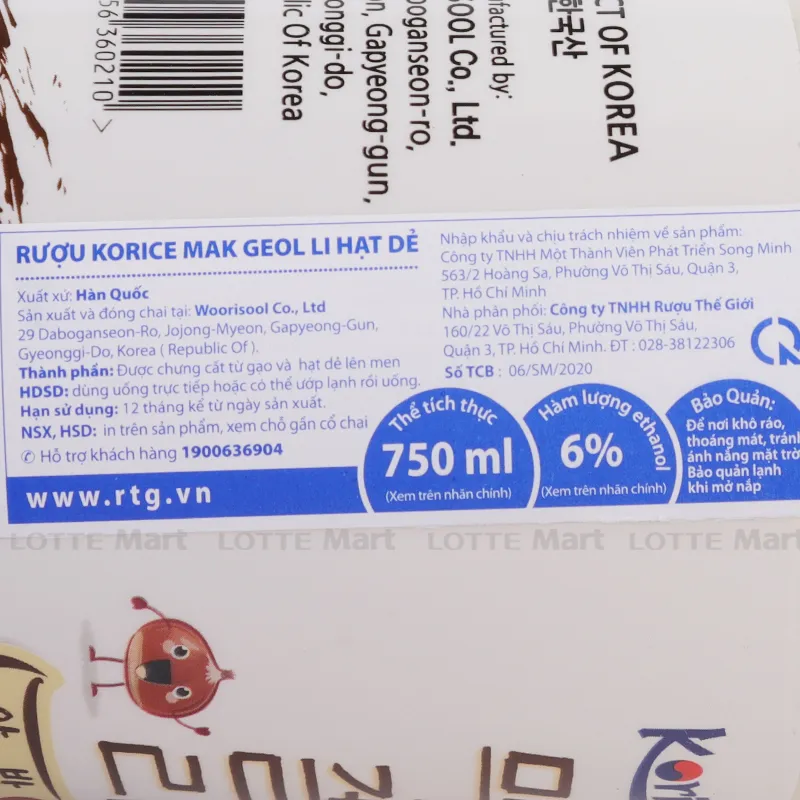 56 360210 >
lic Of Korea
onggi-do,
n, Gapyeong-gun,
boganseon-ro,
SOOL Co., Ltd.
nufactured by:
한국산
CT OF KOREA
RƯỢU KORICE MAK GEOL LI HẠT DẺ
Xuất xứ: Hàn Quốc
Sản xuất và đóng chai tại: Woorisool Co., Ltd
29 Daboganseon-Ro, Jojong-Myeon, Gapyeong-Gun,
Gyeonggi-Do, Korea ( Republic Of ).
Thành phần: Được chưng cất từ gạo và hạt dẻ lên men
HDSD: dùng uống trực tiếp hoặc có thể ướp lạnh rồi uống.
Hạn sử dụng: 12 tháng kể từ ngày sản xuất.
NSX, HSD: in trên sản phẩm, xem chỗ gần cổ chai
✆ Hỗ trợ khách hàng 1900636904
www.rtg.vn
Nhập khẩu và chịu trách nhiệm về sản phẩm:
Công ty TNHH Một Thành Viên Phát Triển Song Minh
563/2 Hoàng Sa, Phường Võ Thị Sáu, Quận 3,
TP. Hồ Chí Minh
Nhà phân phối: Công ty TNHH Rượu Thế Giới
160/22 Võ Thị Sáu, Phường Võ Thị Sáu,
Quận 3, TP. Hồ Chí Minh. ĐT : 028-38122306
Số TCB : 06/SM/2020
Thể tích thực
750 ml
(Xem trên nhãn chính)
Hàm lượng ethanol
6%
(Xem trên nhãn chính)
Bảo Quản:
Để nơi khô ráo,
thoáng mát, tránh
ánh nắng mặt trờ
Bảo quản lạnh
khi mở nắp
LOTTE Mart LOTTE Mart LOTTE Mart LOTTE Mart
Kori